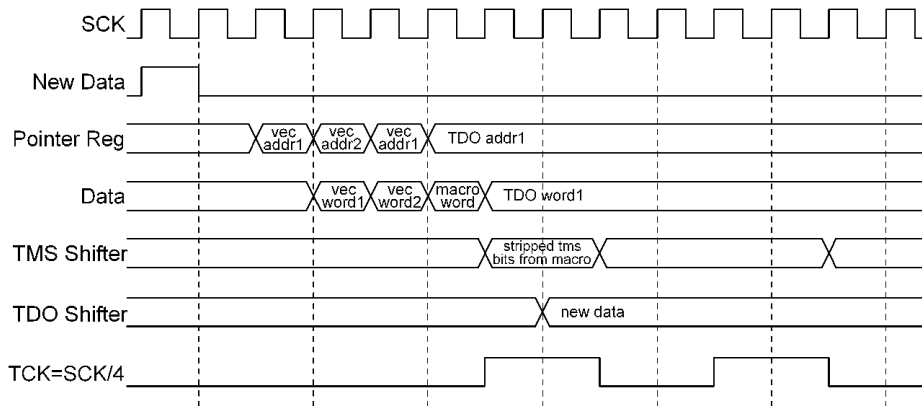 SCK
New Data
Pointer Reg
vec
addr1
vec
addr2
vec
addr1
TDO addr1
Data
vec
word1
vec
word2
macro
word
TDO word1
TMS Shifter
stripped tms
bits from macro
TDO Shifter
new data
TCK=SCK/4